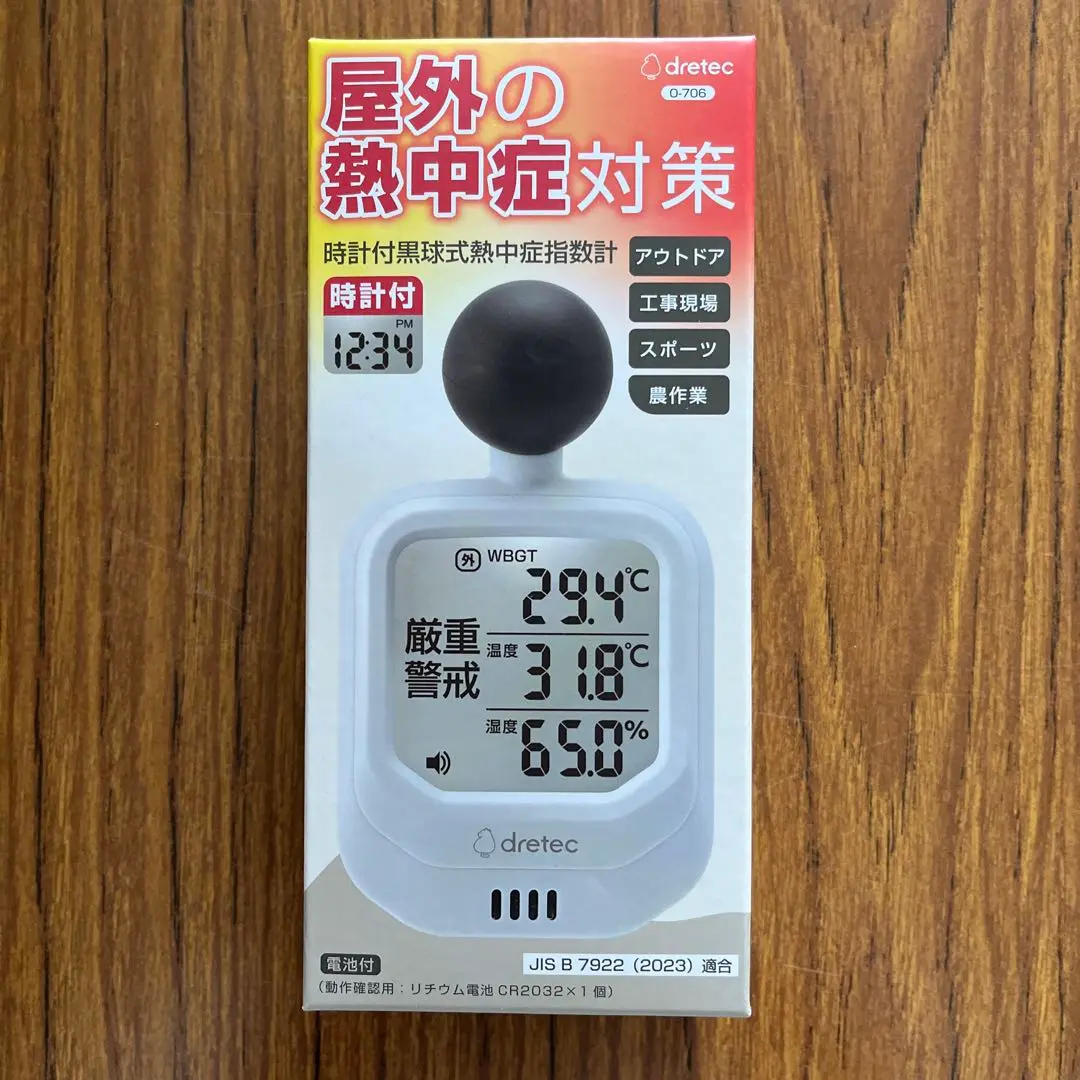 屋外の
熱中症対策
dretec
O-706
時計付黒球式熱中症指数計
時計付
PM
12:34
アウトドア
工事現場
スポーツ
農作業
外 WBGT
29.4℃
厳重
警戒
温度
31.8℃
湿度
65.0%
dretec
電池付
JIS B 7922（2023）適合
（動作確認用：リチウム電池 CR2032×1個）